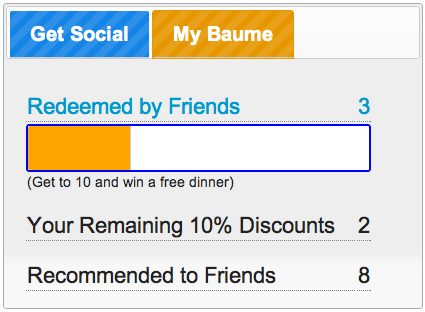 Get Social
My Baume
Redeemed by Friends 3
(Get to 10 and win a free dinner)
Your Remaining 10% Discounts 2
Recommended to Friends 8